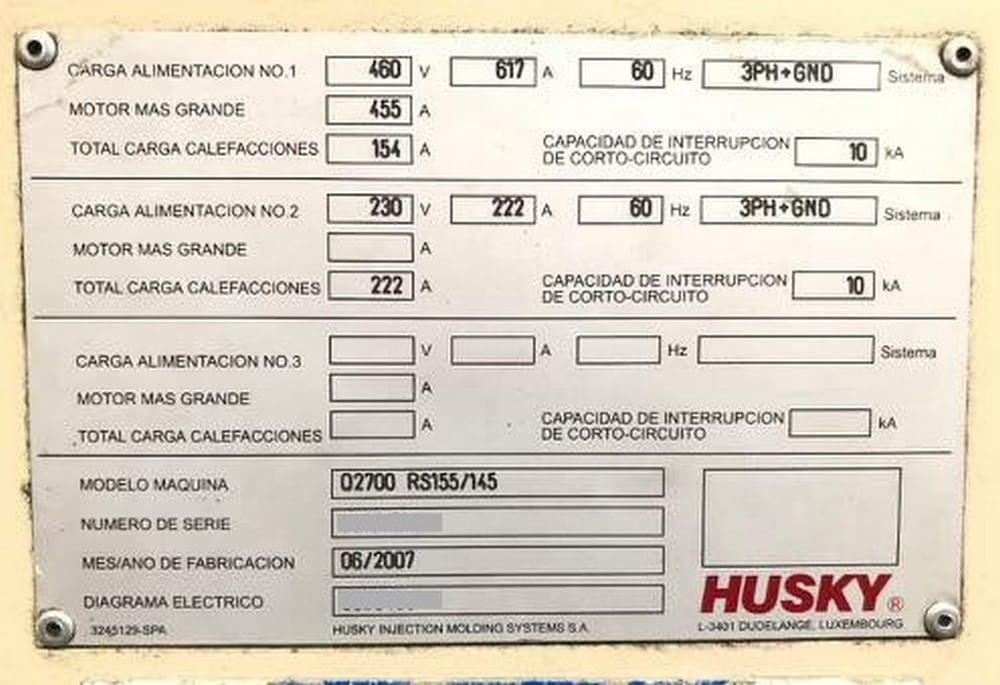 CARGA ALIMENTACION NO.1 460 V 617 A 60 Hz 3PH+GND Sistema
MOTOR MAS GRANDE 455 A
TOTAL CARGA CALEFACCIONES 154 A CAPACIDAD DE INTERRUPCION
DE CORTO-CIRCUITO 10 kA
CARGA ALIMENTACION NO.2 230 V 222 A 60 Hz 3PH+GND Sistema
MOTOR MAS GRANDE A
TOTAL CARGA CALEFACCIONES 222 A CAPACIDAD DE INTERRUPCION
DE CORTO-CIRCUITO 10 kA
CARGA ALIMENTACION NO.3 V A Hz Sistema
MOTOR MAS GRANDE A
TOTAL CARGA CALEFACCIONES A CAPACIDAD DE INTERRUPCION
DE CORTO-CIRCUITO kA
MODELO MAQUINA Q2700 RS155/145
NUMERO DE SERIE
MES/ANO DE FABRICACION 06/2007
DIAGRAMA ELECTRICO
HUSKY®
3245129-SPA HUSKY INJECTION MOLDING SYSTEMS S.A. L-3401 DUDELANGE, LUXEMBOURG